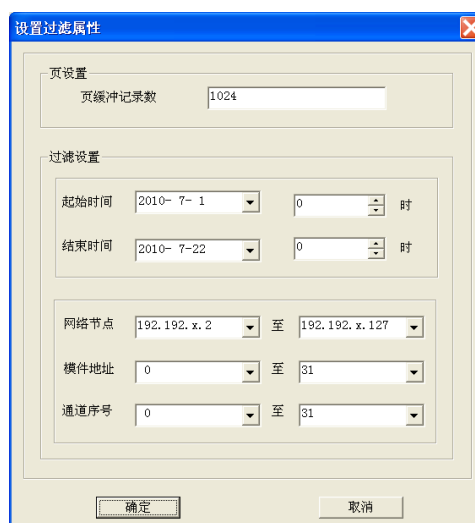 设置过滤属性
页设置
页缓冲记录数 1024
过滤设置
起始时间 2010- 7- 1 0 时
结束时间 2010- 7-22 0 时
网络节点 192.192.x.2 至 192.192.x.127
模件地址 0 至 31
通道序号 0 至 31
确定 取消